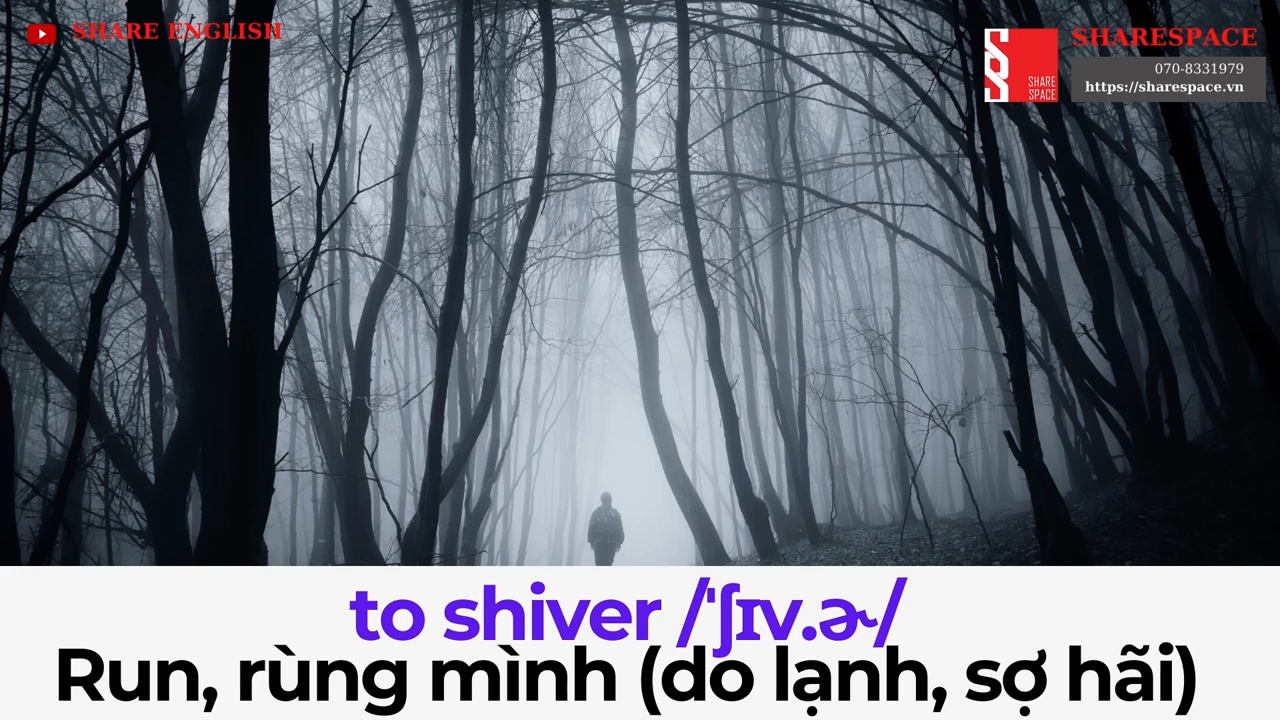 SHARE ENGLISH
SHARESPACE
070-8331979
https://sharespace.vn
SHARE
SPACE
to shiver /ˈʃɪv.ɚ/
Run, rùng mình (do lạnh, sợ hãi)